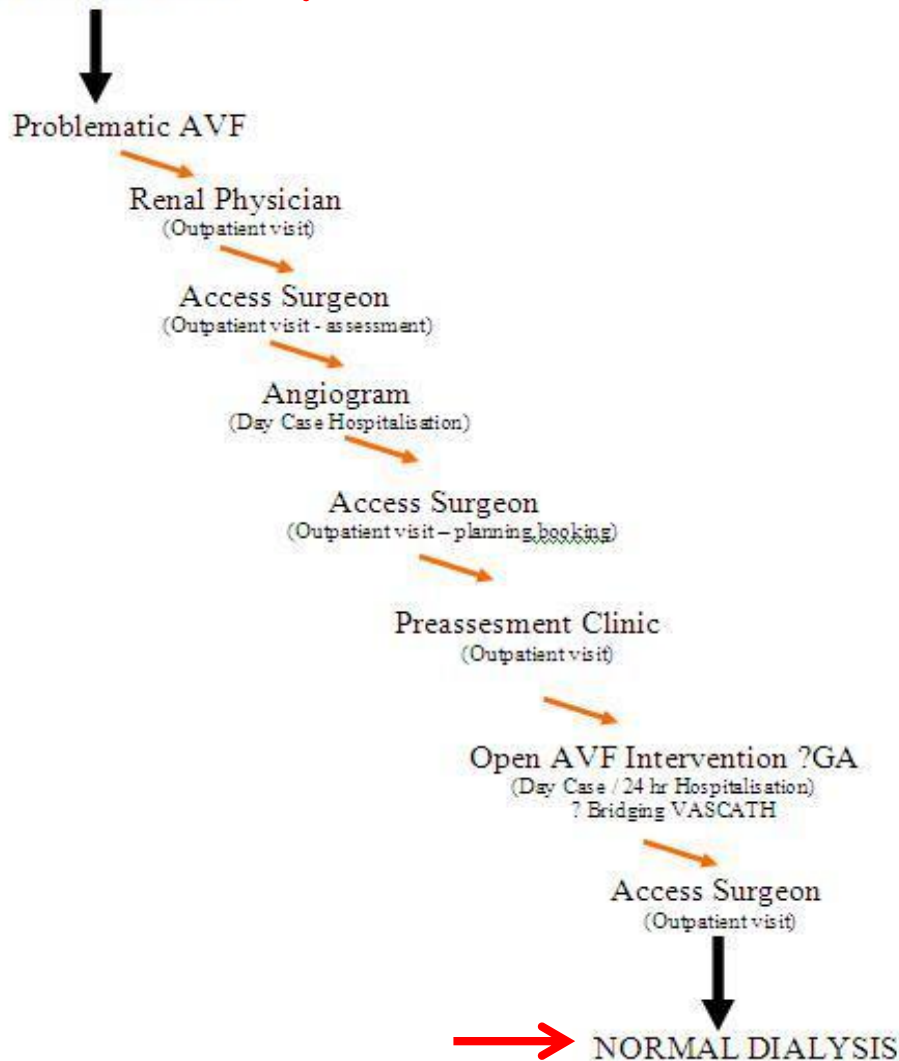 Problematic AVF
Renal Physician
(Outpatient visit)
Access Surgeon
(Outpatient visit - assessment)
Angiogram
(Day Case Hospitalisation)
Access Surgeon
(Outpatient visit – planning,booking)
Preassesment Clinic
(Outpatient visit)
Open AVF Intervention ?GA
(Day Case / 24 hr Hospitalisation)
? Bridging VASCATH
Access Surgeon
(Outpatient visit)
NORMAL DIALYSIS